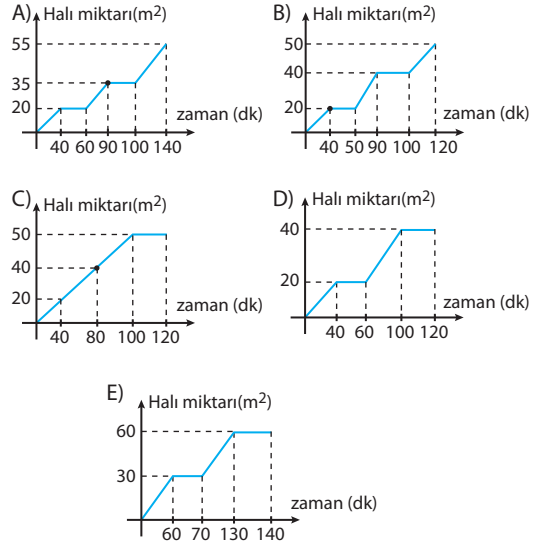 A) Halı miktarı(m²)
55
35
20
zaman (dk)
40 60 90 100 140
B) Halı miktarı(m²)
50
40
20
zaman (dk)
40 50 90 100 120
C) Halı miktarı(m²)
50
40
20
zaman (dk)
40 80 100 120
D) Halı miktarı(m²)
40
20
zaman (dk)
40 60 100 120
E) Halı miktarı(m²)
60
30
zaman (dk)
60 70 130 140